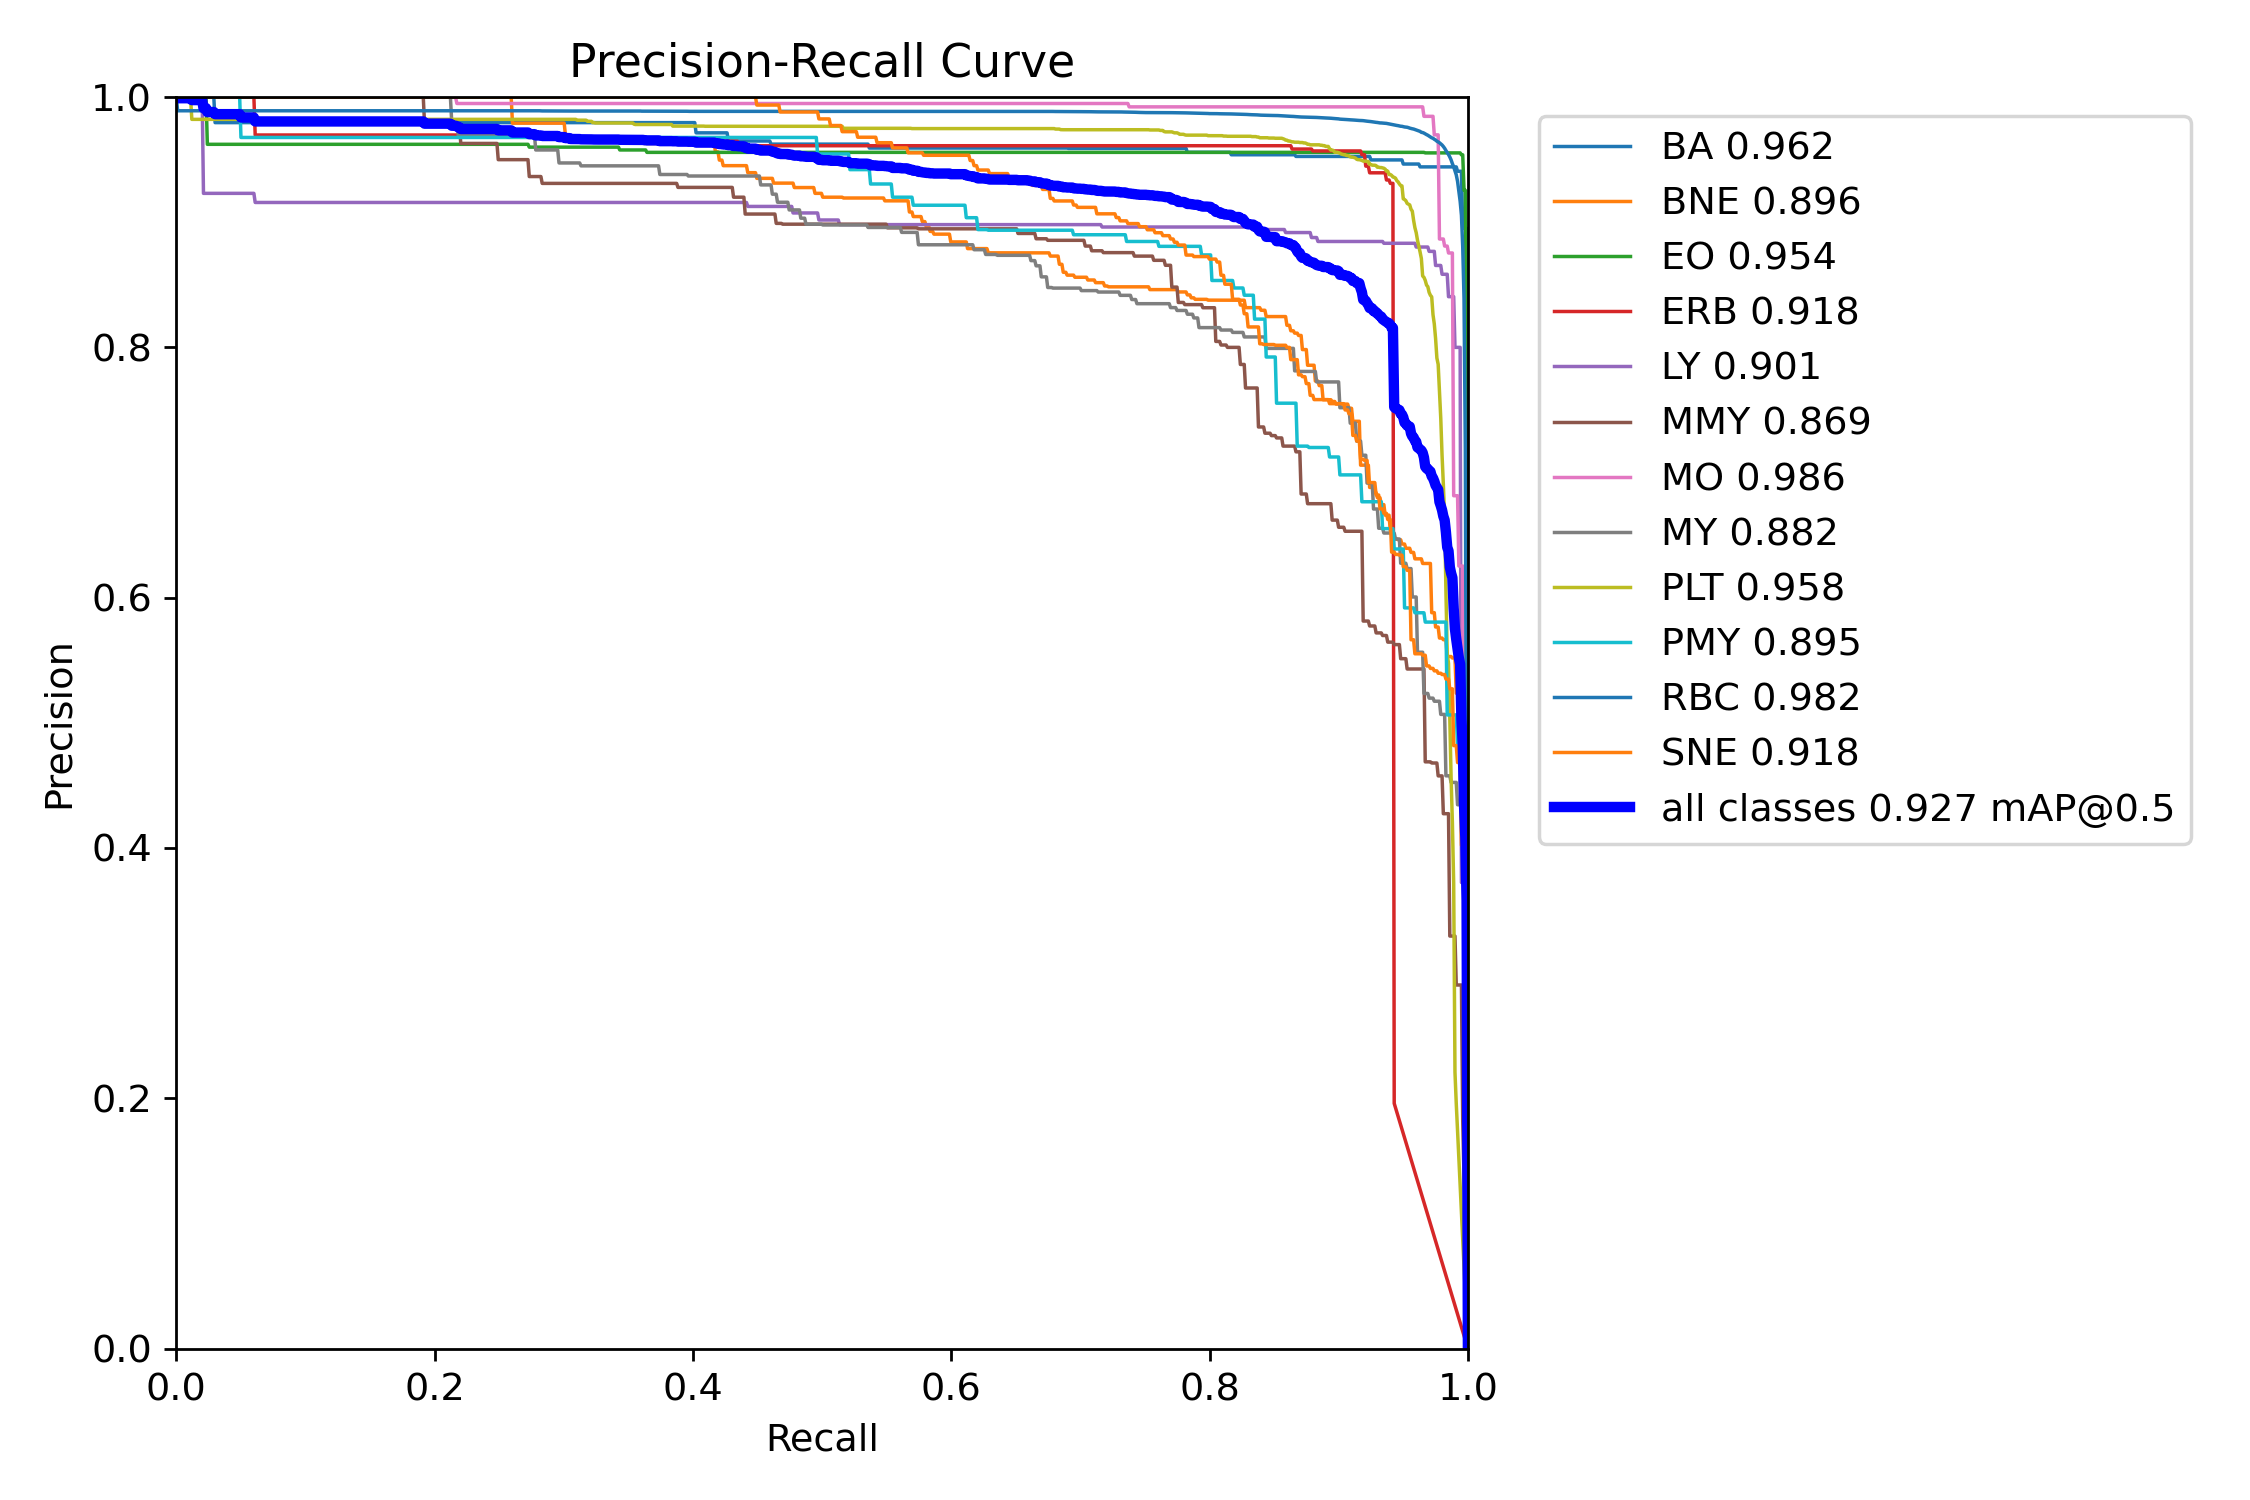 Precision-Recall Curve
1.0
0.8
0.6
0.4
0.2
0.0
Precision
0.0 0.2 0.4 0.6 0.8 1.0
Recall
BA 0.962
BNE 0.896
EO 0.954
ERB 0.918
LY 0.901
MMY 0.869
MO 0.986
MY 0.882
PLT 0.958
PMY 0.895
RBC 0.982
SNE 0.918
all classes 0.927 mAP@0.5